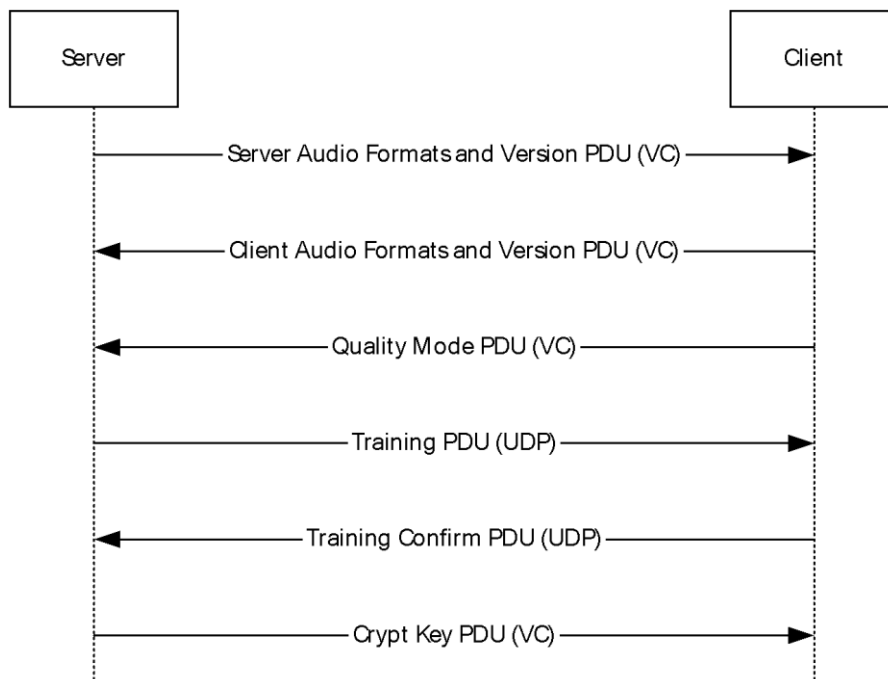 Server
Client
Server Audio Formats and Version PDU (VC)
Client Audio Formats and Version PDU (VC)
Quality Mode PDU (VC)
Training PDU (UDP)
Training Confirm PDU (UDP)
Crypt Key PDU (VC)